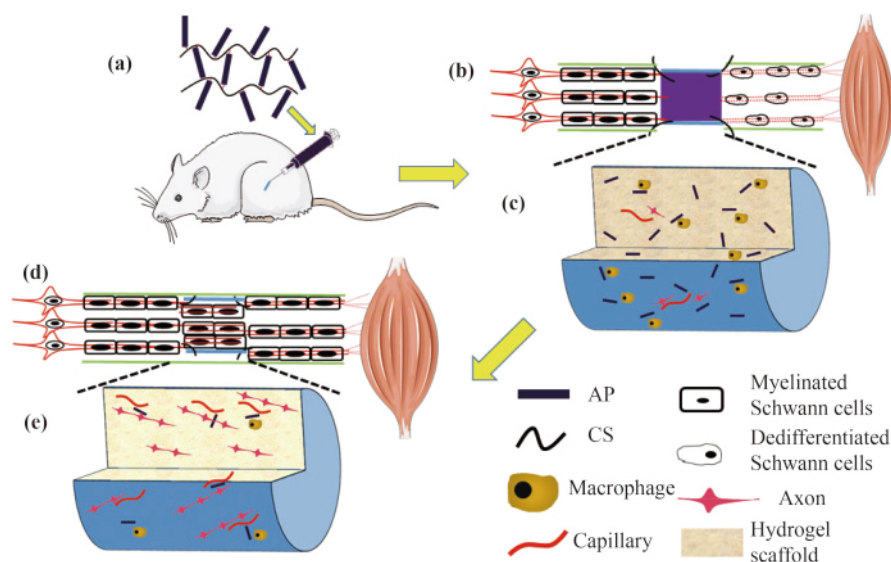 (a)
(b)
(c)
(d)
(e)
AP
CS
Macrophage
Capillary
Myelinated
Schwann cells
Dedifferentiated
Schwann cells
Axon
Hydrogel
scaffold